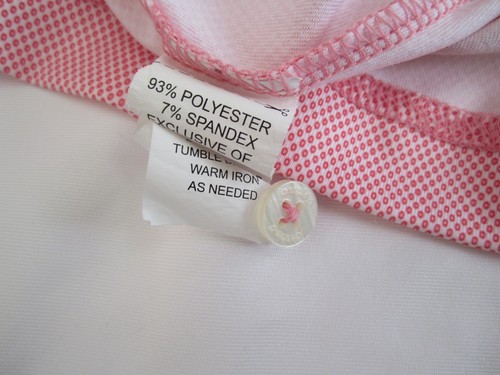 93% POLYESTER
7% SPANDEX
EXCLUSIVE OF
TUMBLE
WARM IRON
AS NEEDED